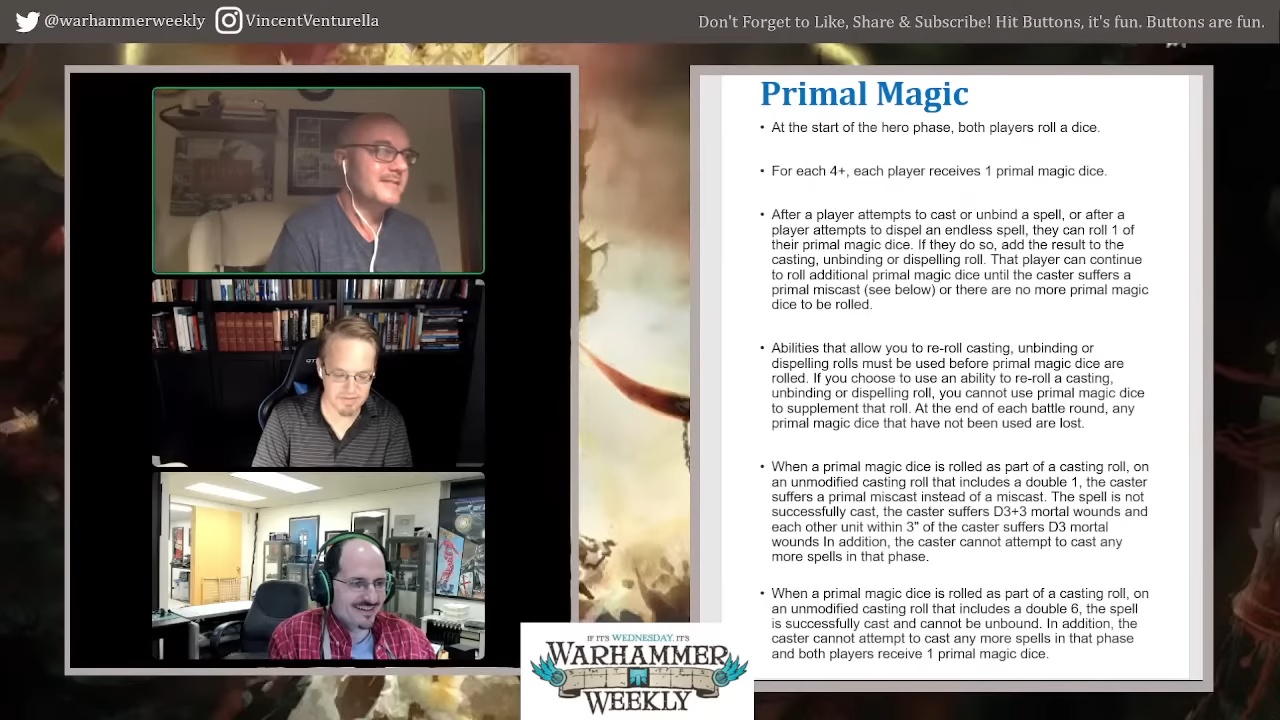 @warhammerweekly VincentVenturella
Don't Forget to Like, Share & Subscribe! Hit Buttons, it's fun. Buttons are fun.
Primal Magic
• At the start of the hero phase, both players roll a dice.
• For each 4+, each player receives 1 primal magic dice.
• After a player attempts to cast or unbind a spell, or after a
player attempts to dispel an endless spell, they can roll 1 of
their primal magic dice. If they do so, add the result to the
casting, unbinding or dispelling roll. That player can continue
to roll additional primal magic dice until the caster suffers a
primal miscast (see below) or there are no more primal magic
dice to be rolled.
• Abilities that allow you to re-roll casting, unbinding or
dispelling rolls must be used before primal magic dice are
rolled. If you choose to use an ability to re-roll a casting,
unbinding or dispelling roll, you cannot use primal magic dice
to supplement that roll. At the end of each battle round, any
primal magic dice that have not been used are lost.
• When a primal magic dice is rolled as part of a casting roll, on
an unmodified casting roll that includes a double 1, the caster
suffers a primal miscast instead of a miscast. The spell is not
successfully cast, the caster suffers D3+3 mortal wounds and
each other unit within 3" of the caster suffers D3 mortal
wounds In addition, the caster cannot attempt to cast any
more spells in that phase.
• When a primal magic dice is rolled as part of a casting roll, on
an unmodified casting roll that includes a double 6, the spell
is successfully cast and cannot be unbound. In addition, the
caster cannot attempt to cast any more spells in that phase
and both players receive 1 primal magic dice.
IF IT'S WEDNESDAY, IT'S
WARHAMMER
WEEKLY